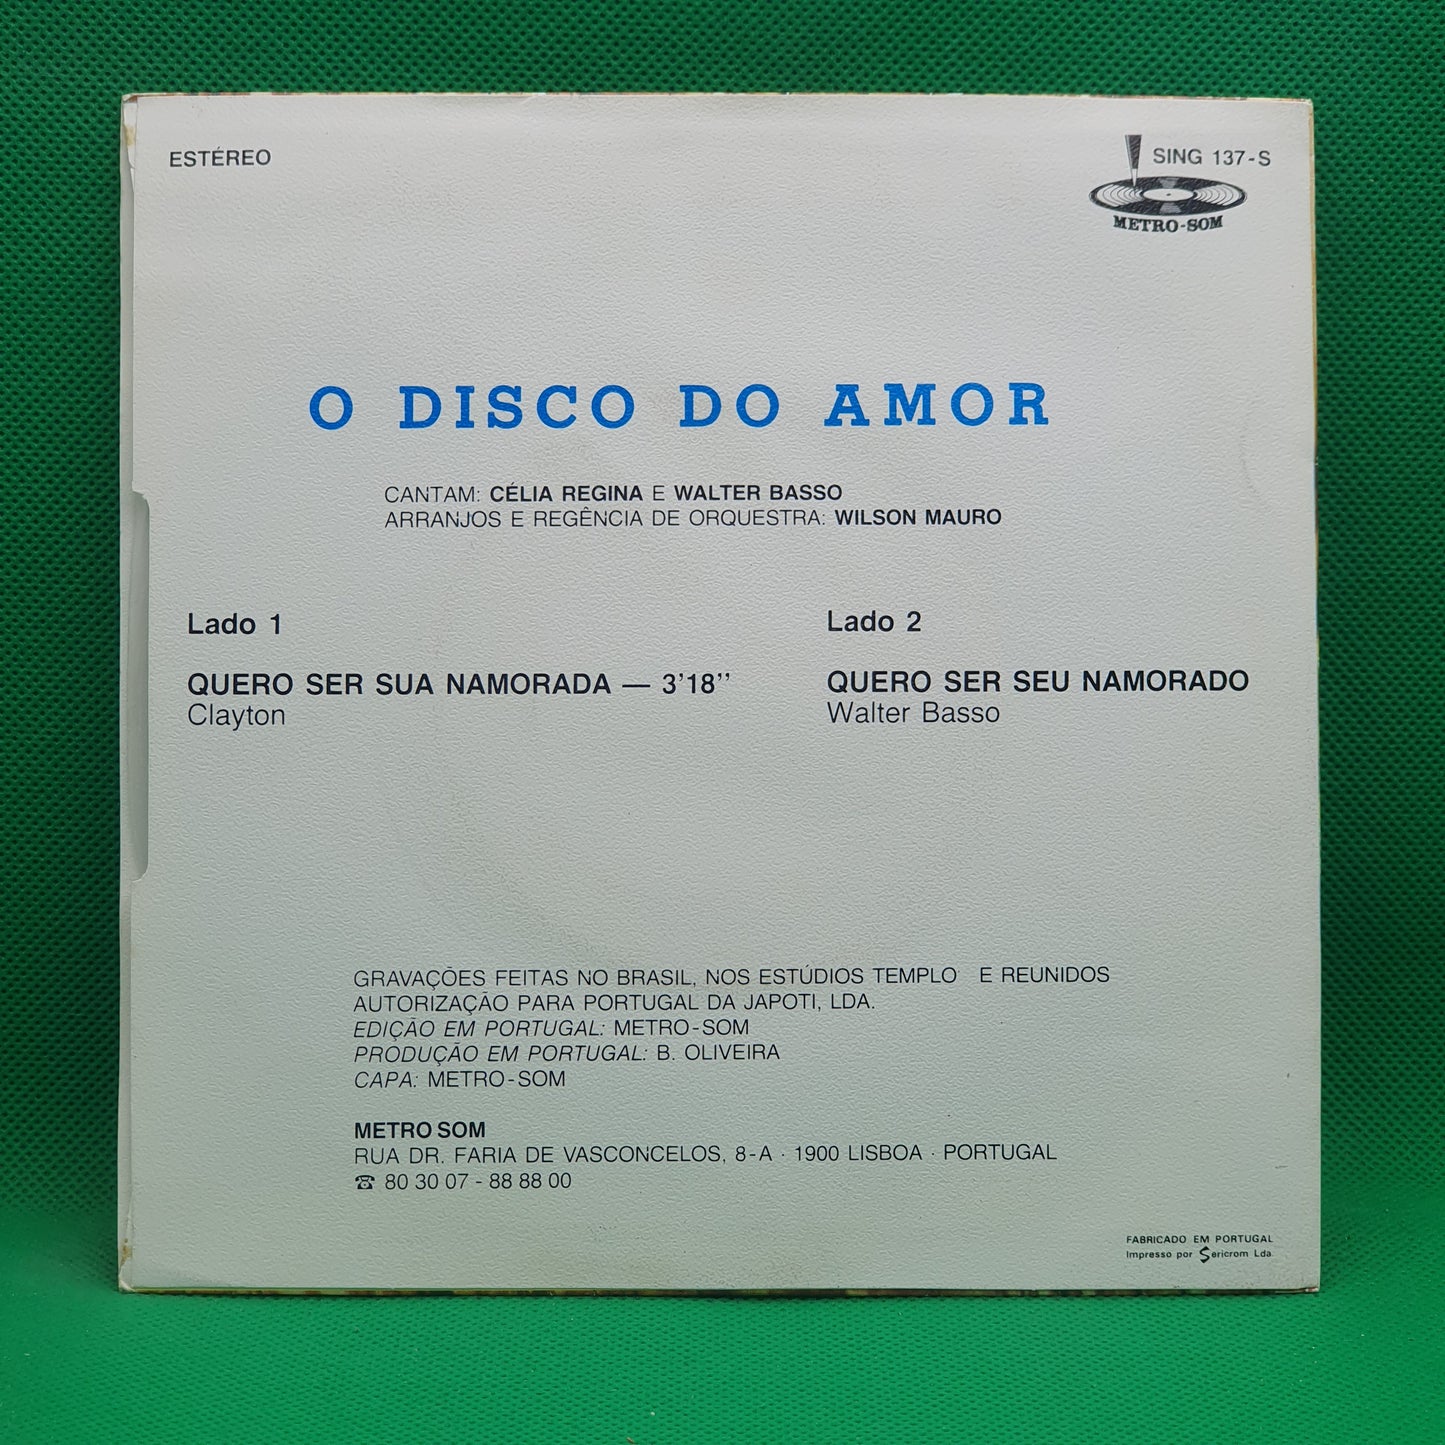 ESTÉREO
SING 137-S
METRO-SOM
O DISCO DO AMOR
CANTAM: CÉLIA REGINA E WALTER BASSO
ARRANJOS E REGÊNCIA DE ORQUESTRA: WILSON MAURO
Lado 1
QUERO SER SUA NAMORADA — 3'18''
Clayton
Lado 2
QUERO SER SEU NAMORADO
Walter Basso
GRAVAÇÕES FEITAS NO BRASIL, NOS ESTÚDIOS TEMPLO E REUNIDOS
AUTORIZAÇÃO PARA PORTUGAL DA JAPOTI, LDA.
EDIÇÃO EM PORTUGAL: METRO-SOM
PRODUÇÃO EM PORTUGAL: B. OLIVEIRA
CAPA: METRO-SOM
METRO SOM
RUA DR. FARIA DE VASCONCELOS, 8-A · 1900 LISBOA · PORTUGAL
☎ 80 30 07 - 88 88 00
FABRICADO EM PORTUGAL
Impresso por Sericrom Lda.